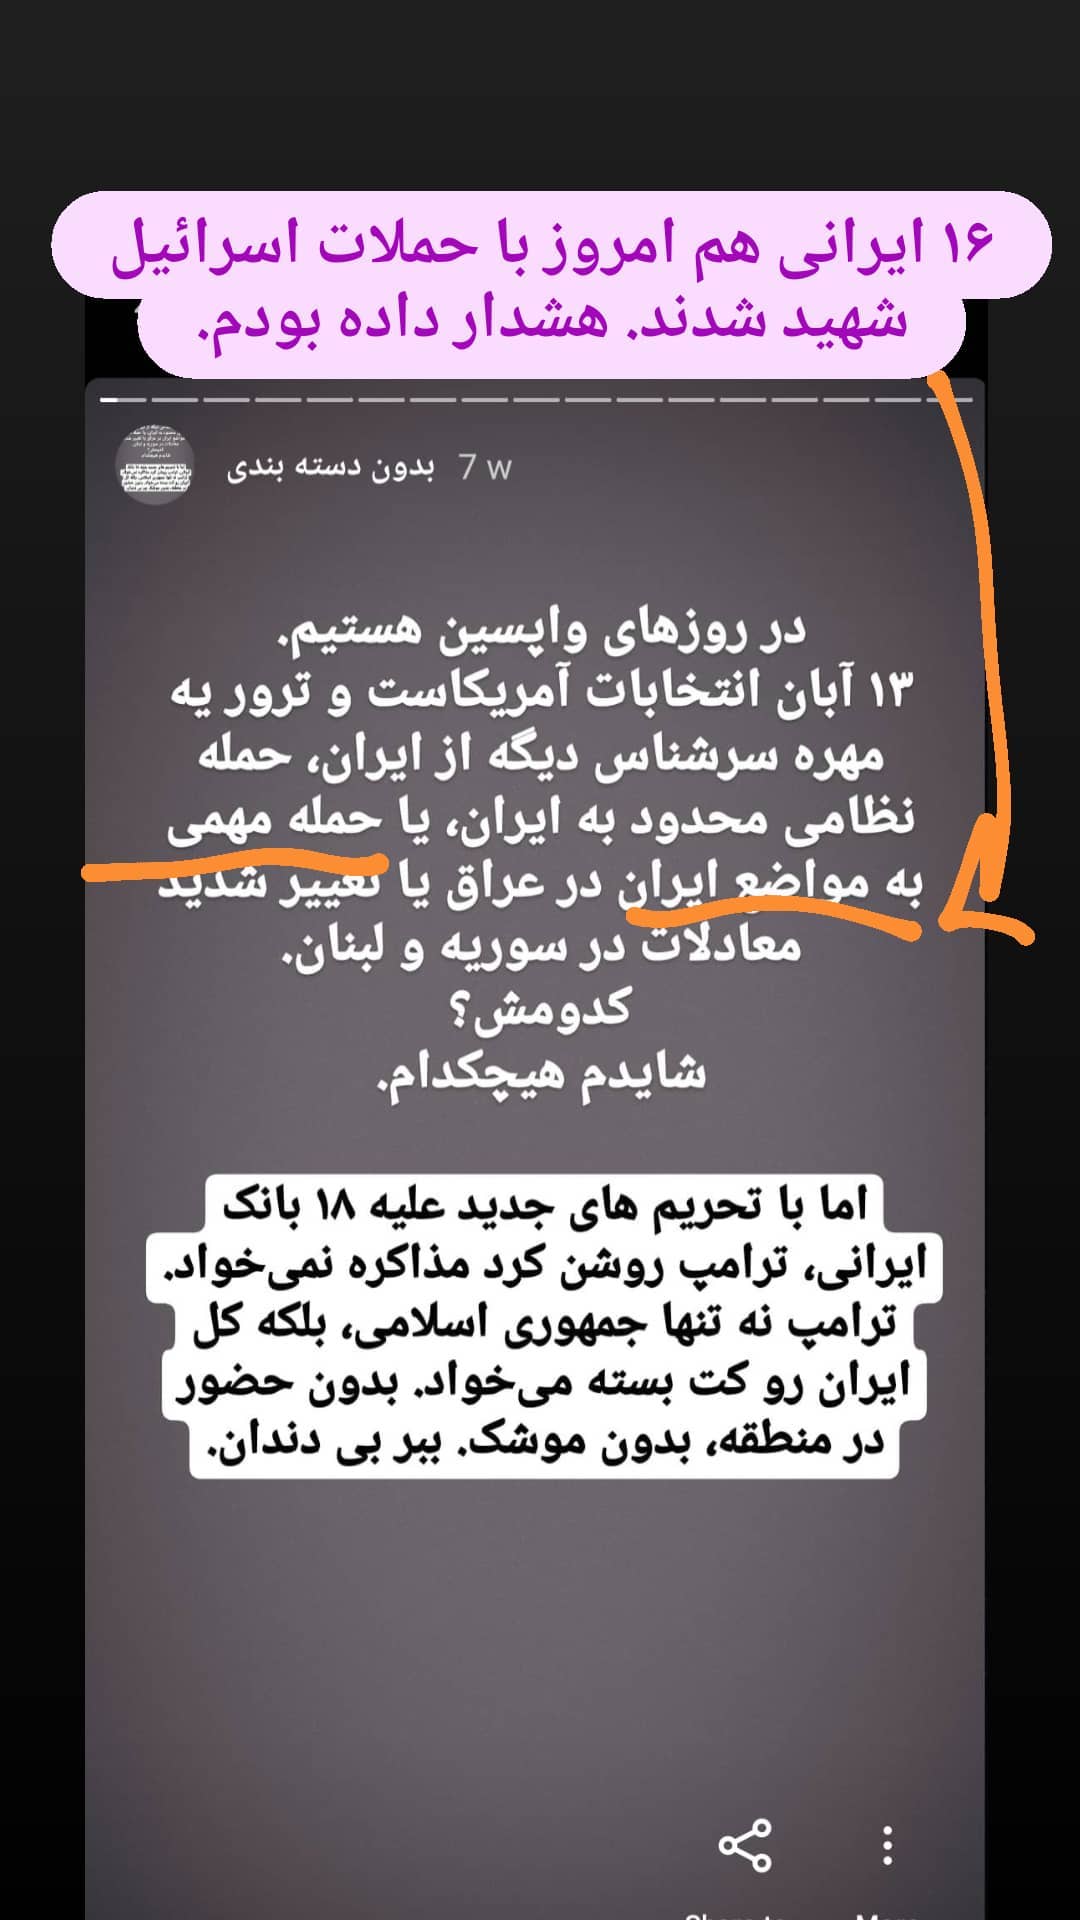 ۱۶ ایرانی هم امروز با حملات اسرائیل
شهید شدند. هشدار داده بودم.
بدون دسته بندی 7 w
در روزهای واپسین هستیم.
۱۳ آبان انتخابات آمریکاست و ترور یه
مهره سرشناس دیگه از ایران، حمله
نظامی محدود به ایران، یا حمله مهمی
به مواضع ایران در عراق یا تغییر شدید
معادلات در سوریه و لبنان.
کدومش؟
شایدم هیچکدام.
اما با تحریم های جدید علیه ۱۸ بانک
ایرانی، ترامپ روشن کرد مذاکره نمی‌خواد.
ترامپ نه تنها جمهوری اسلامی، بلکه کل
ایران رو کت بسته می‌خواد. بدون حضور
در منطقه، بدون موشک. ببر بی دندان.